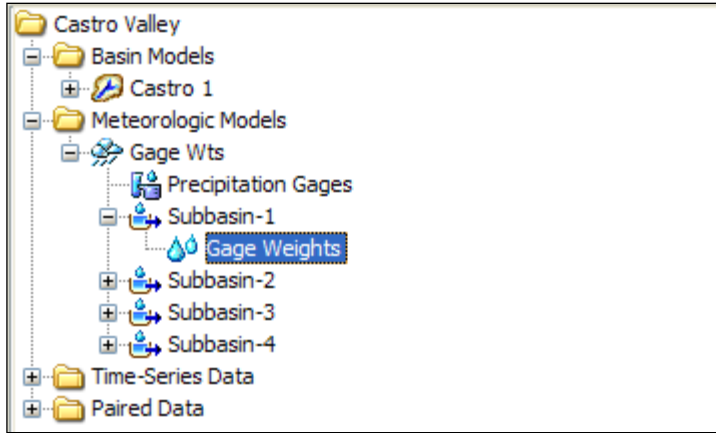 Castro Valley
Basin Models
Castro 1
Meteorologic Models
Gage Wts
Precipitation Gages
Subbasin-1
Gage Weights
Subbasin-2
Subbasin-3
Subbasin-4
Time-Series Data
Paired Data